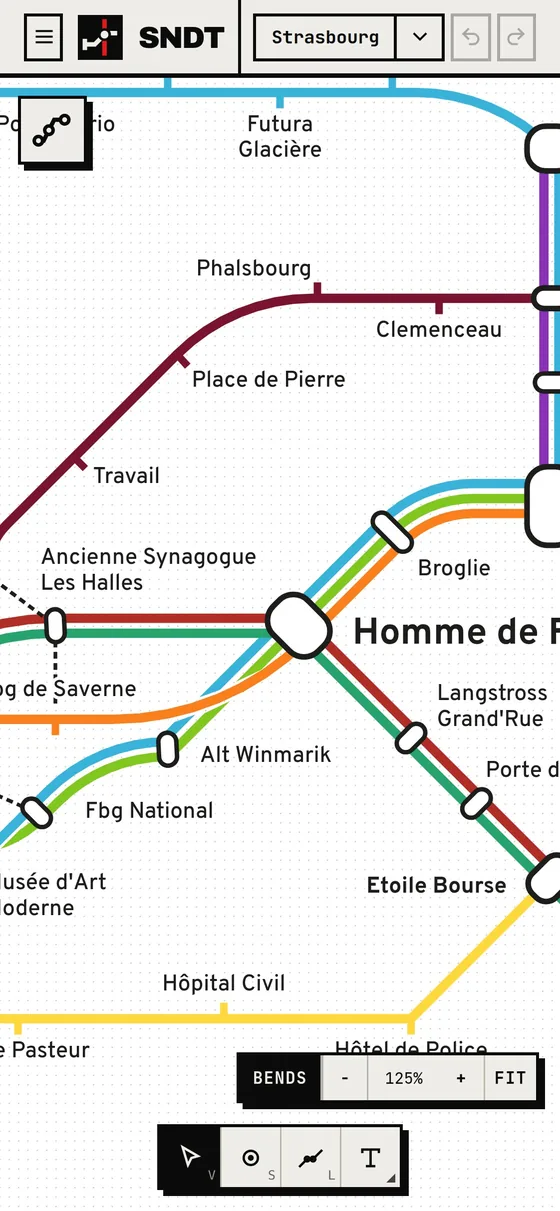 SNDT
Strasbourg
Futura
Glacière
Phalsbourg
Clemenceau
Place de Pierre
Travail
Ancienne Synagogue
Les Halles
Broglie
Homme de F
de Saverne
Langstross
Grand'Rue
Alt Winmarik
Porte d
Fbg National
usée d'Art
oderne
Etoile Bourse
Hôpital Civil
e Pasteur
Hôtel de Police
BENDS - 125% + FIT
V S L T